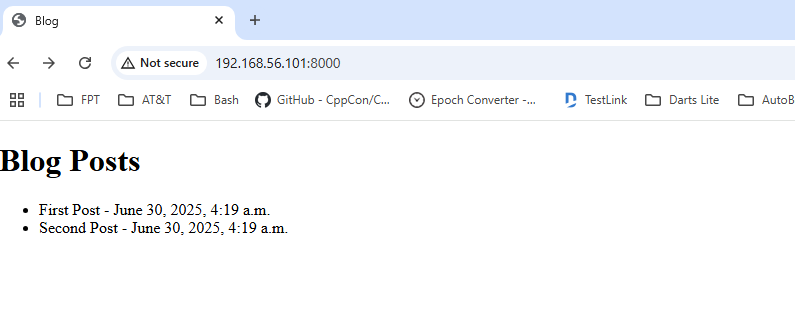 Blog
Not secure 192.168.56.101:8000
FPT AT&T Bash GitHub - CppCon/C... Epoch Converter -... TestLink Darts Lite AutoB
Blog Posts
First Post - June 30, 2025, 4:19 a.m.
Second Post - June 30, 2025, 4:19 a.m.